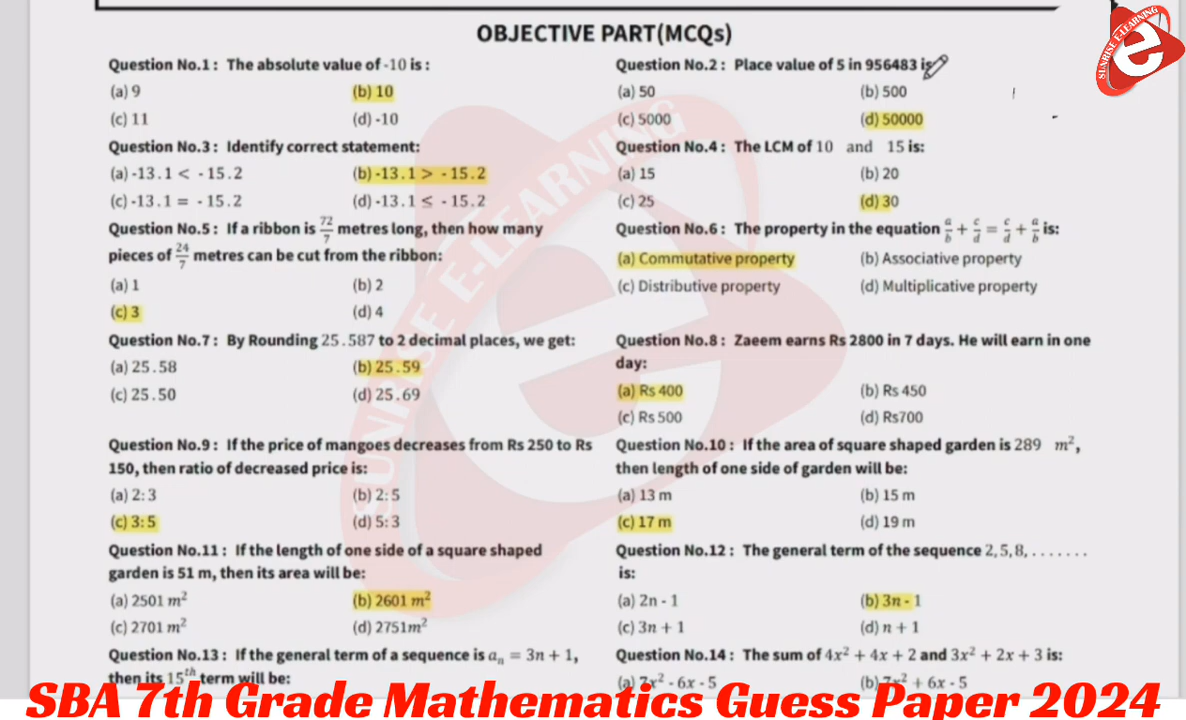 OBJECTIVE PART(MCQs)
Question No.1 : The absolute value of -10 is :
(a) 9
(b) 10
(c) 11
(d) -10
Question No.2 : Place value of 5 in 956483 is
(a) 50
(b) 500
(c) 5000
(d) 50000
Question No.3 : Identify correct statement:
(a) -13.1 < -15.2
(b) -13.1 > -15.2
(c) -13.1 = -15.2
(d) -13.1 ≤ -15.2
Question No.4 : The LCM of 10 and 15 is:
(a) 15
(b) 20
(c) 25
(d) 30
Question No.5 : If a ribbon is 72/7 metres long, then how many
pieces of 24/7 metres can be cut from the ribbon:
(a) 1
(b) 2
(c) 3
(d) 4
Question No.6 : The property in the equation a/b + c/d = c/d + a/b is:
(a) Commutative property
(b) Associative property
(c) Distributive property
(d) Multiplicative property
Question No.7 : By Rounding 25.587 to 2 decimal places, we get:
(a) 25.58
(b) 25.59
(c) 25.50
(d) 25.69
Question No.8 : Zaeem earns Rs 2800 in 7 days. He will earn in one
day:
(a) Rs 400
(b) Rs 450
(c) Rs 500
(d) Rs700
Question No.9 : If the price of mangoes decreases from Rs 250 to Rs
150, then ratio of decreased price is:
(a) 2:3
(b) 2:5
(c) 3:5
(d) 5:3
Question No.10 : If the area of square shaped garden is 289 m²,
then length of one side of garden will be:
(a) 13 m
(b) 15 m
(c) 17 m
(d) 19 m
Question No.11 : If the length of one side of a square shaped
garden is 51 m, then its area will be:
(a) 2501 m²
(b) 2601 m²
(c) 2701 m²
(d) 2751m²
Question No.12 : The general term of the sequence 2,5,8, . . . . . . .
is:
(a) 2n - 1
(b) 3n - 1
(c) 3n + 1
(d) n + 1
Question No.13 : If the general term of a sequence is aₙ = 3n + 1,
then its 15th term will be:
Question No.14 : The sum of 4x² + 4x + 2 and 3x² + 2x + 3 is:
(a) 7x² - 6x - 5
(b) 7x² + 6x - 5
SUNRISE E-LEARNING
SUNRISE E-LEARNING
SBA 7th Grade Mathematics Guess Paper 2024